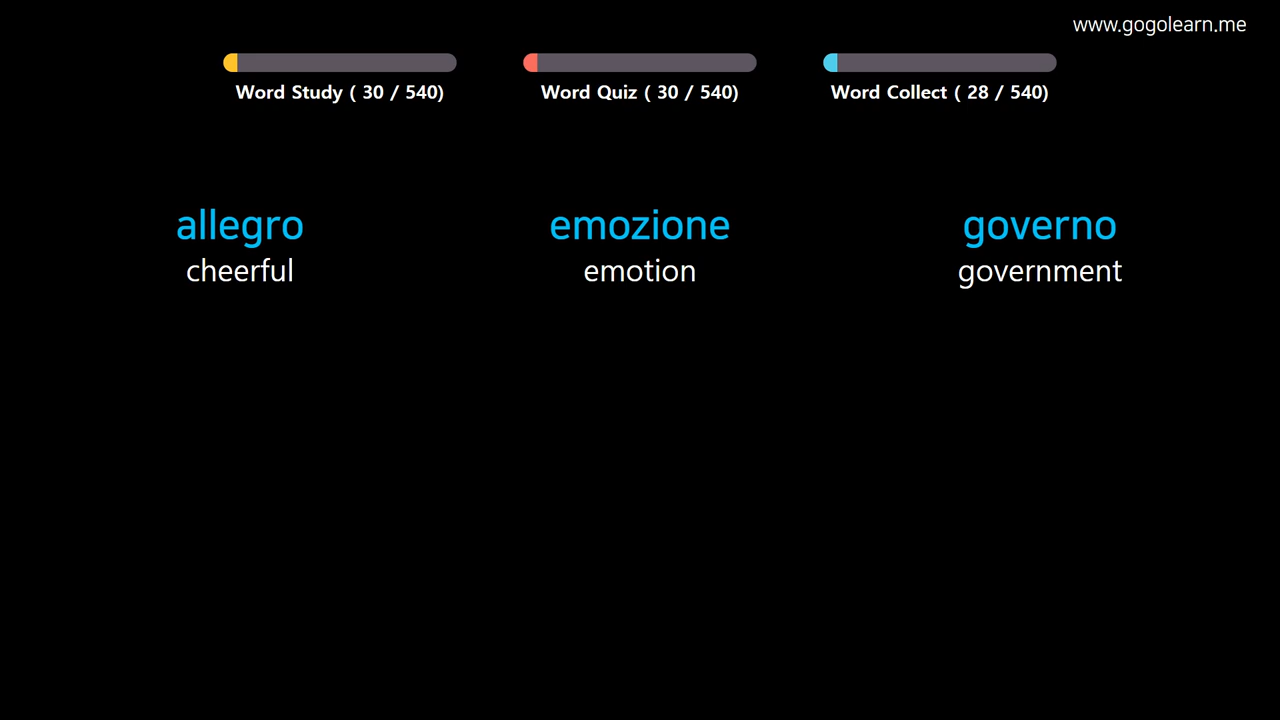 www.gogolearn.me
Word Study ( 30 / 540)
Word Quiz ( 30 / 540)
Word Collect ( 28 / 540)
allegro
cheerful
emozione
emotion
governo
government